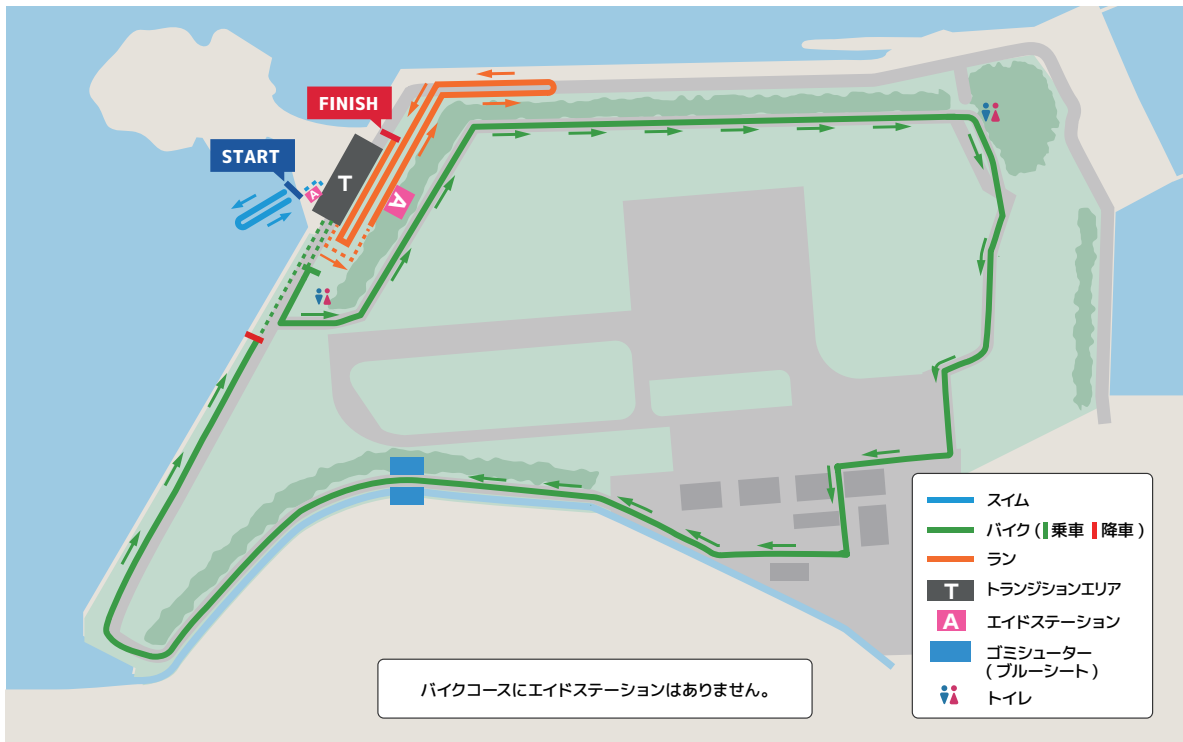 FINISH
START
A
T
A
スイム
バイク ( 乗車 降車 )
ラン
T トランジションエリア
A エイドステーション
ゴミシューター
( ブルーシート )
トイレ
バイクコースにエイドステーションはありません。